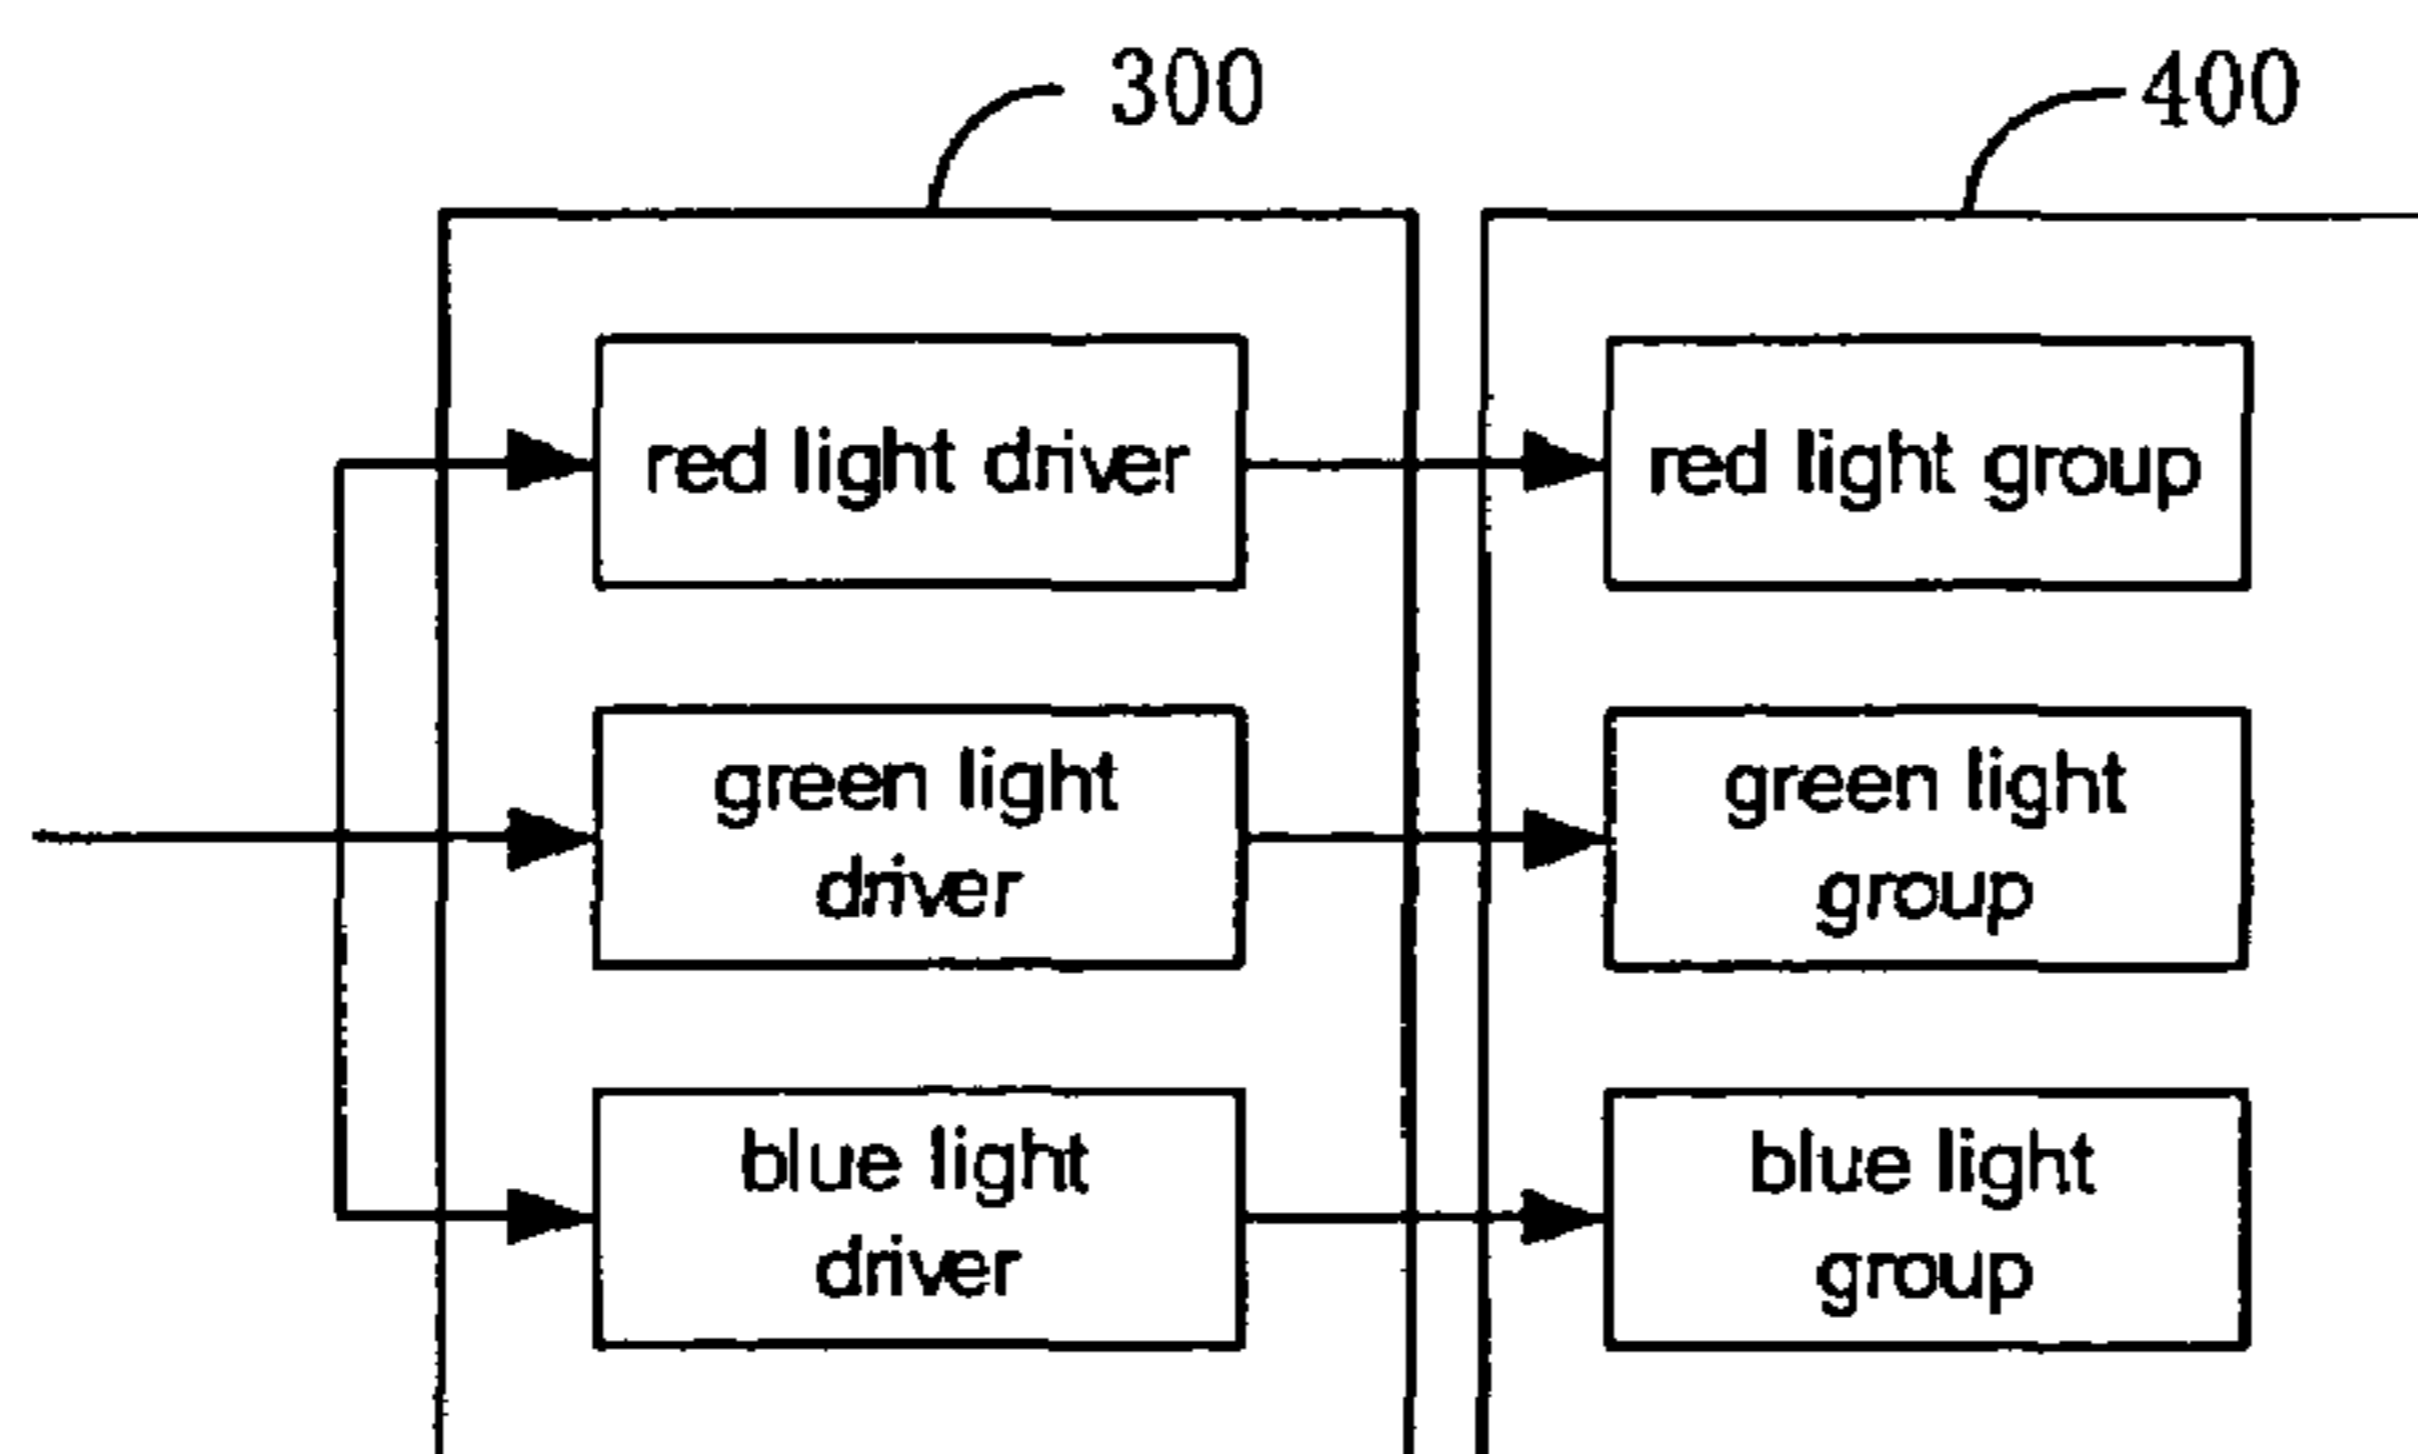 300
400
red light driver
red light group
green light
driver
green light
group
blue light
driver
blue light
group